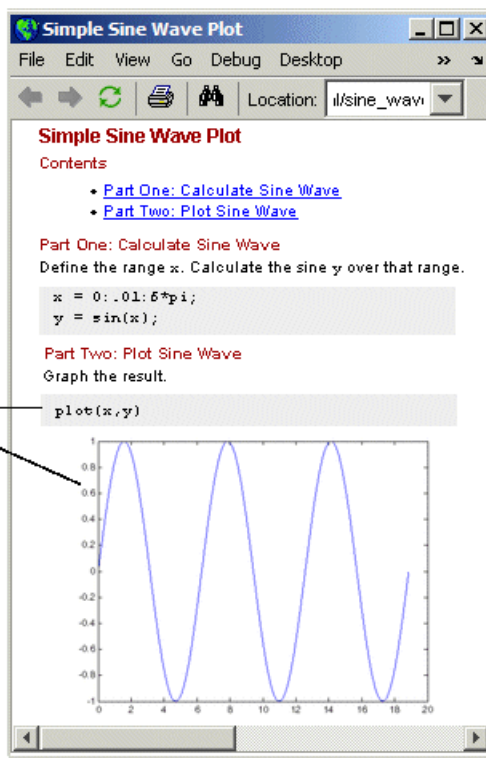 Simple Sine Wave Plot
File Edit View Go Debug Desktop »
Location: il/sine_wav
Simple Sine Wave Plot
Contents
• Part One: Calculate Sine Wave
• Part Two: Plot Sine Wave
Part One: Calculate Sine Wave
Define the range x. Calculate the sine y over that range.
x = 0:.01:6*pi;
y = sin(x);
Part Two: Plot Sine Wave
Graph the result.
plot(x,y)
1
0.8
0.6
0.4
0.2
0
-0.2
-0.4
-0.6
-0.8
-1
0 2 4 6 8 10 12 14 16 18 20